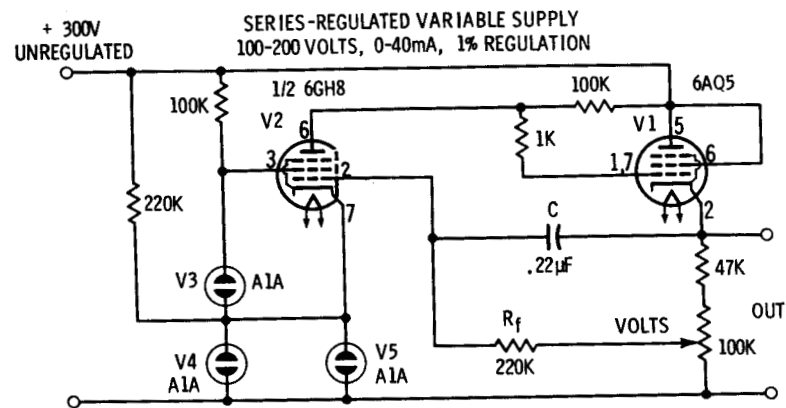 SERIES-REGULATED VARIABLE SUPPLY
100-200 VOLTS, 0-40mA, 1% REGULATION
+ 300V
UNREGULATED
1/2 6GH8
100K
6AQ5
100K
V2
V1
6
5
1K
3
2
1,7
6
220K
7
2
C
.22µF
47K
V3
A1A
OUT
Rf
VOLTS
100K
220K
V4
A1A
V5
A1A